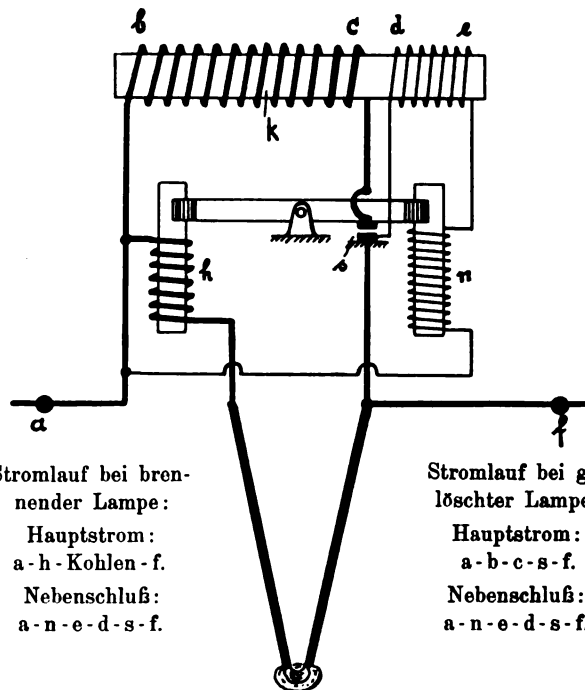 b c d e
k
h
s
n
a
f
Stromlauf bei bren-
nender Lampe:
Hauptstrom:
a-h-Kohlen-f.
Nebenschluß:
a-n-e-d-s-f.
Stromlauf bei g
löschter Lampe
Hauptstrom:
a-b-c-s-f.
Nebenschluß:
a-n-e-d-s-f.